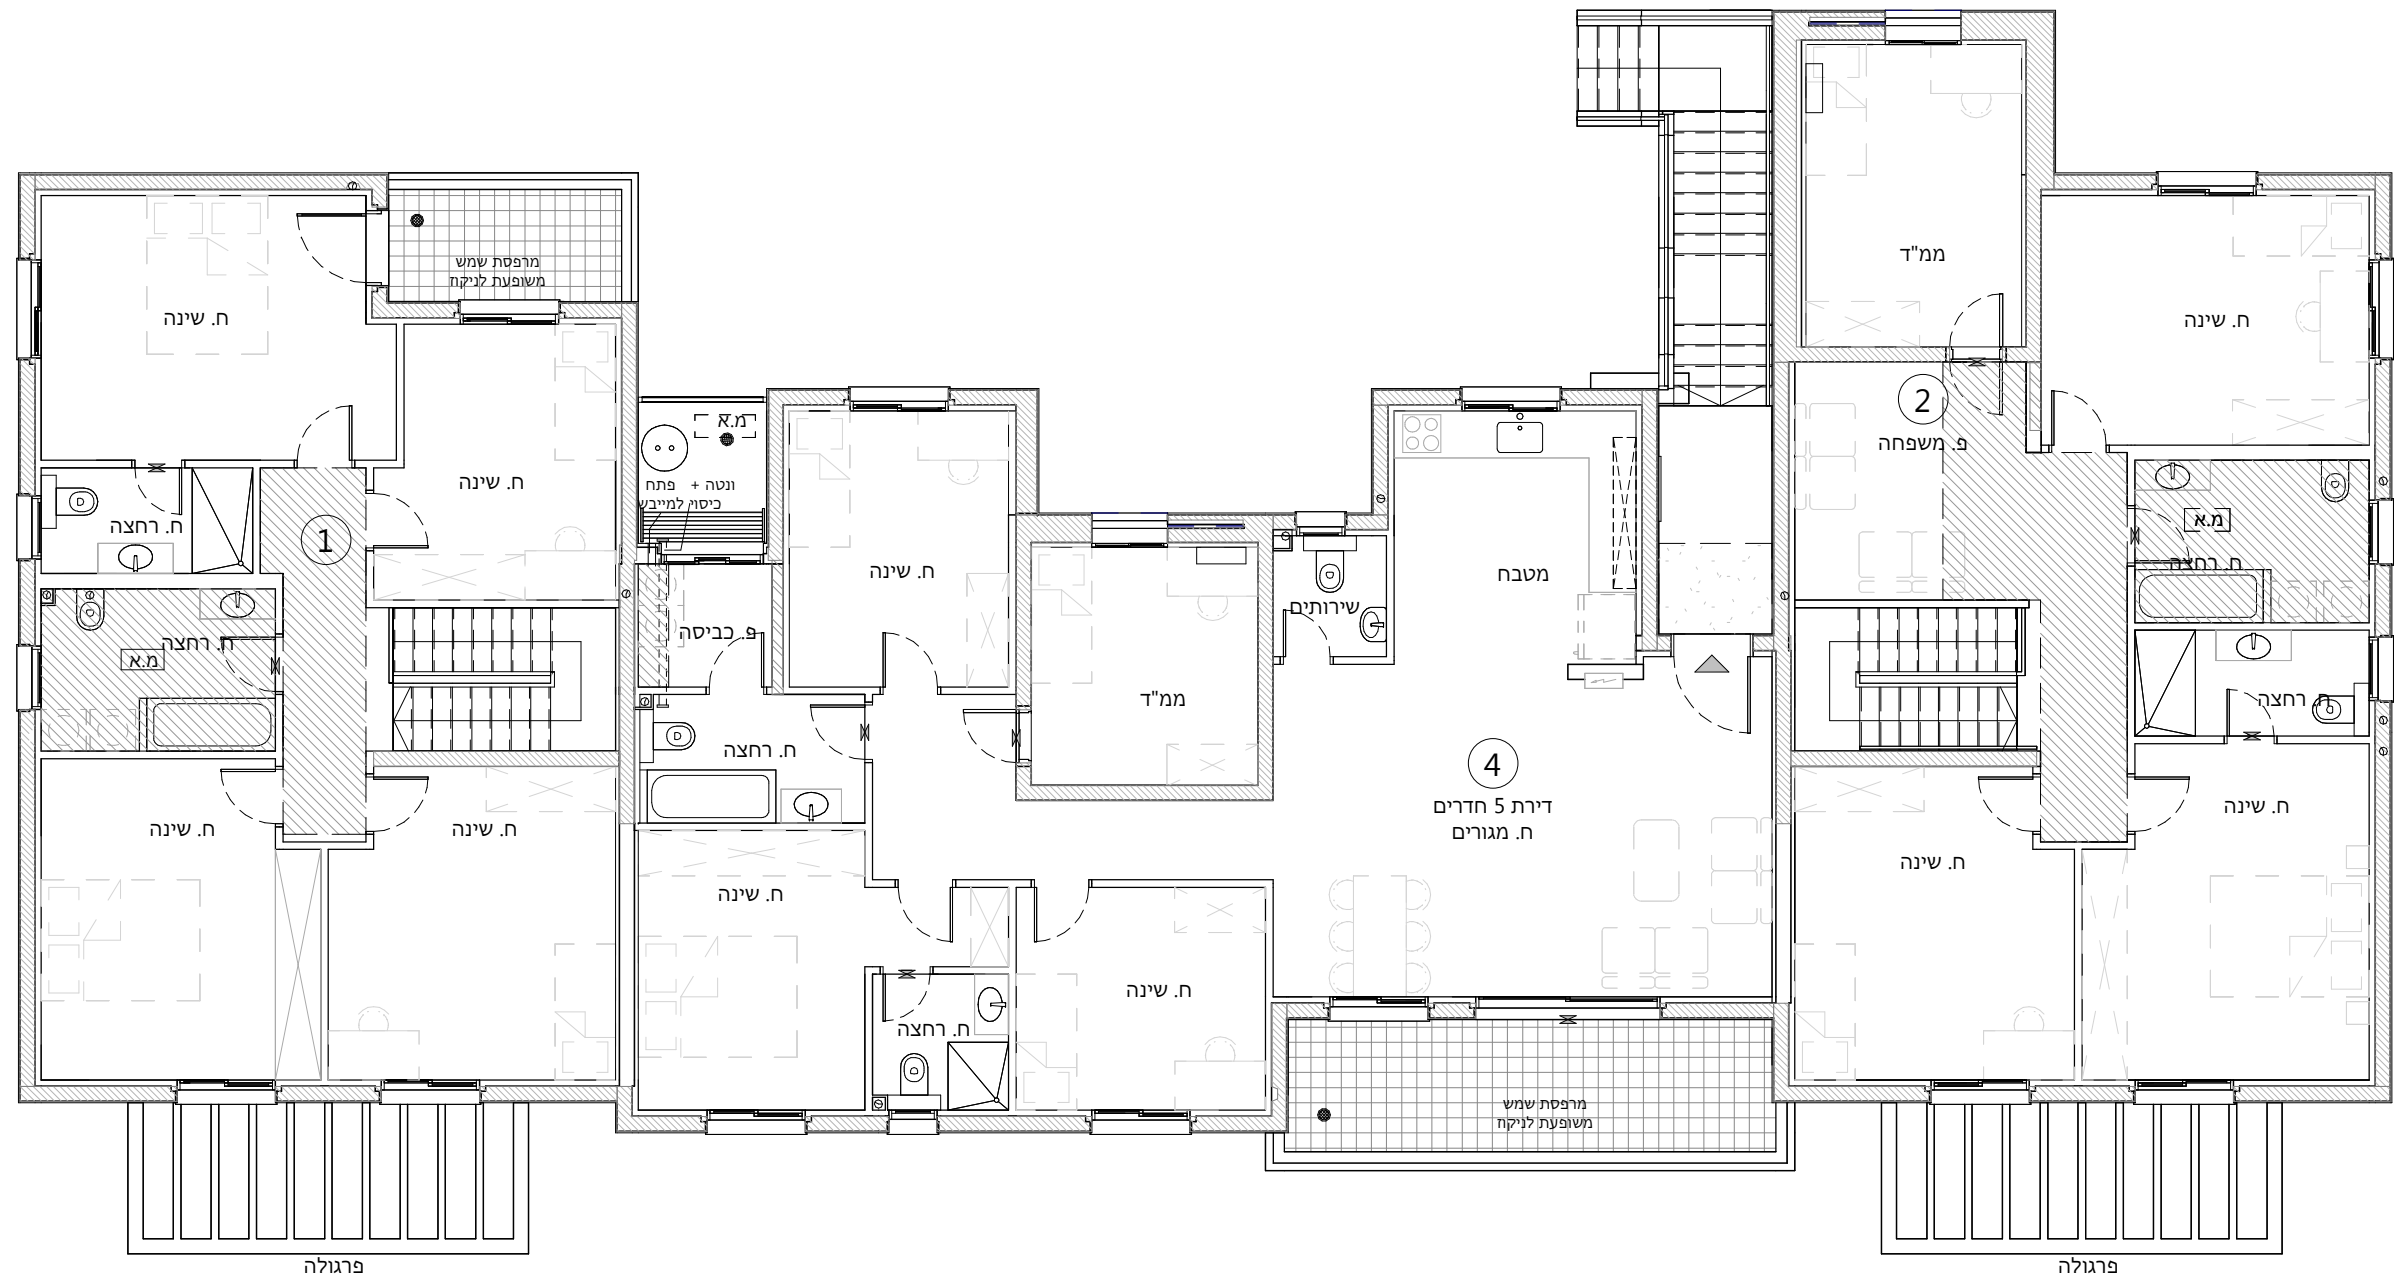 ממ"ד
מרפסת שמש
משופעת לניקוז
ח. שינה
ח. שינה
2
פ. משפחה
מ.א
ח. שינה
ונטה + פתח
כיסוי למייבש
ח. רחצה
1
מ.א
ח. רחצה
ח. שינה
מטבח
שירותים
פ. כביסה
ח. רחצה
מ.א
ממ"ד
ח. רחצה
ח. רחצה
4
דירת 5 חדרים
ח. מגורים
ח. שינה
ח. שינה
ח. שינה
ח. שינה
ח. שינה
ח. שינה
ח. רחצה
מרפסת שמש
משופעת לניקוז
פרגולה
פרגולה